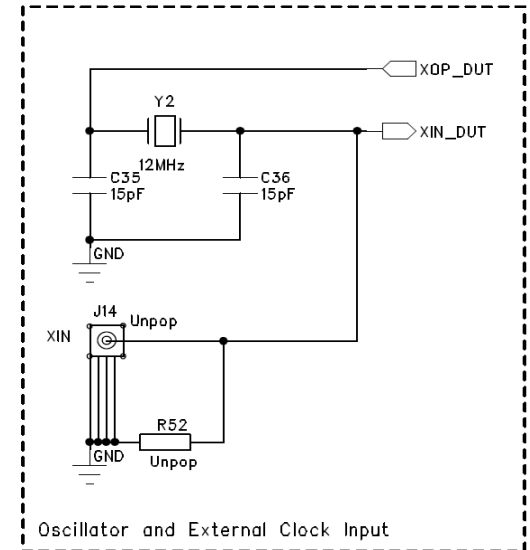 XOP_DUT
Y2
XIN_DUT
12MHz
C35
15pF
C36
15pF
GND
J14
Unpop
XIN
R52
GND
Unpop
Oscillator and External Clock Input